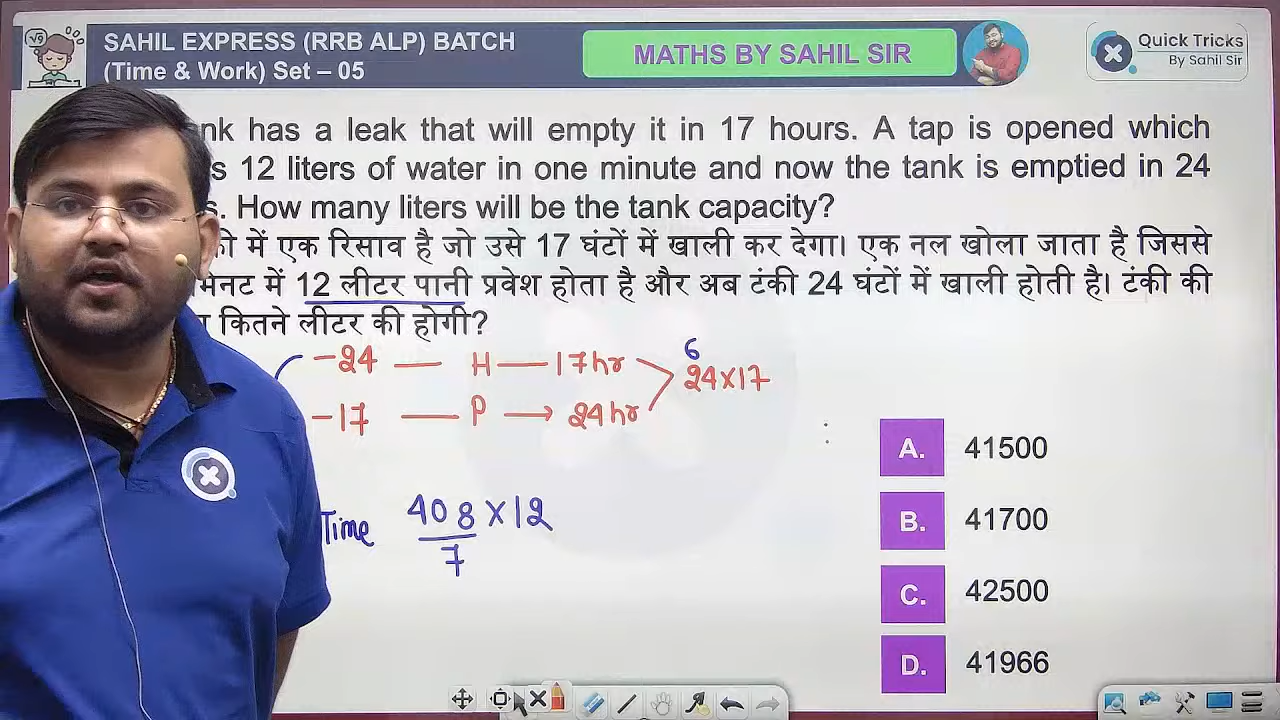 SAHIL EXPRESS (RRB ALP) BATCH
(Time & Work) Set – 05
MATHS BY SAHIL SIR
Quick Tricks
By Sahil Sir
has a leak that will empty it in 17 hours. A tap is opened which
12 liters of water in one minute and now the tank is emptied in 24
How many liters will be the tank capacity?
में एक रिसाव है जो उसे 17 घंटों में खाली कर देगा। एक नल खोला जाता है जिससे
में 12 लीटर पानी प्रवेश होता है और अब टंकी 24 घंटों में खाली होती है। टंकी की
कितने लीटर की होगी?
6
-24 — H — 17hr 24×17
-17 — P → 24hr
Time 408 × 12
7
A. 41500
B. 41700
C. 42500
D. 41966